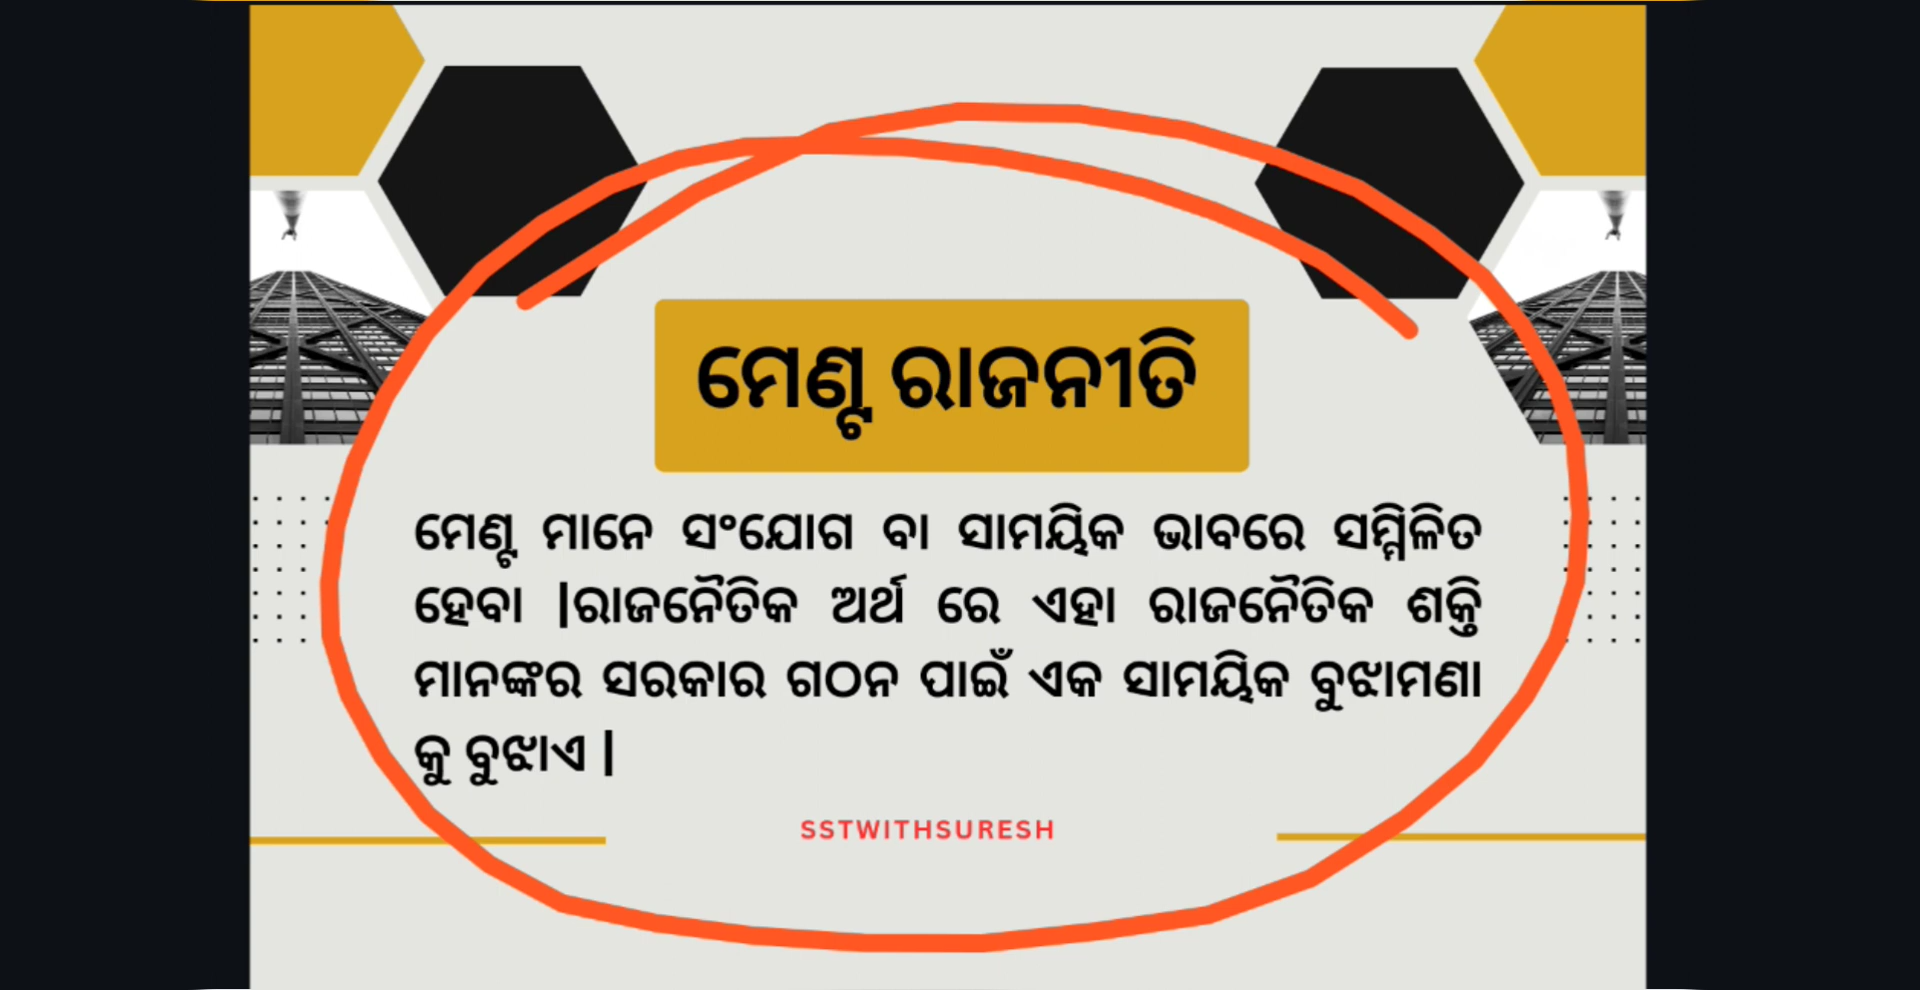 ମେଣ୍ଟ ରାଜନୀତି
ମେଣ୍ଟ ମାନେ ସଂଯୋଗ ବା ସାମୟିକ ଭାବରେ ସମ୍ମିଳିତ
ହେବା |ରାଜନୈତିକ ଅର୍ଥ ରେ ଏହା ରାଜନୈତିକ ଶକ୍ତି
ମାନଙ୍କର ସରକାର ଗଠନ ପାଇଁ ଏକ ସାମୟିକ ବୁଝାମଣା
କୁ ବୁଝାଏ |
SSTWITHSURESH